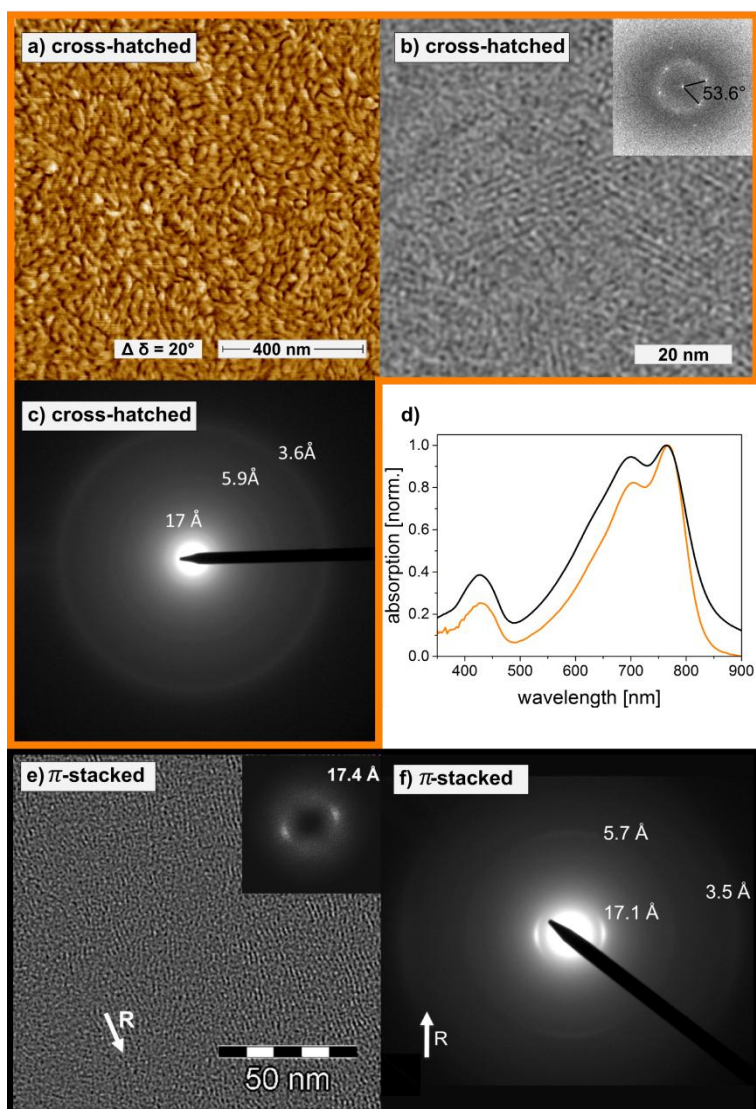 a) cross-hatched
Δ δ = 20°
400 nm
b) cross-hatched
53.6°
20 nm
c) cross-hatched
3.6Å
5.9Å
17 Å
d)
absorption [norm.]
1.0
0.8
0.6
0.4
0.2
0.0
400
500
600
700
800
900
wavelength [nm]
e) π-stacked
17.4 Å
R
50 nm
f) π-stacked
5.7 Å
3.5 Å
17.1 Å
R